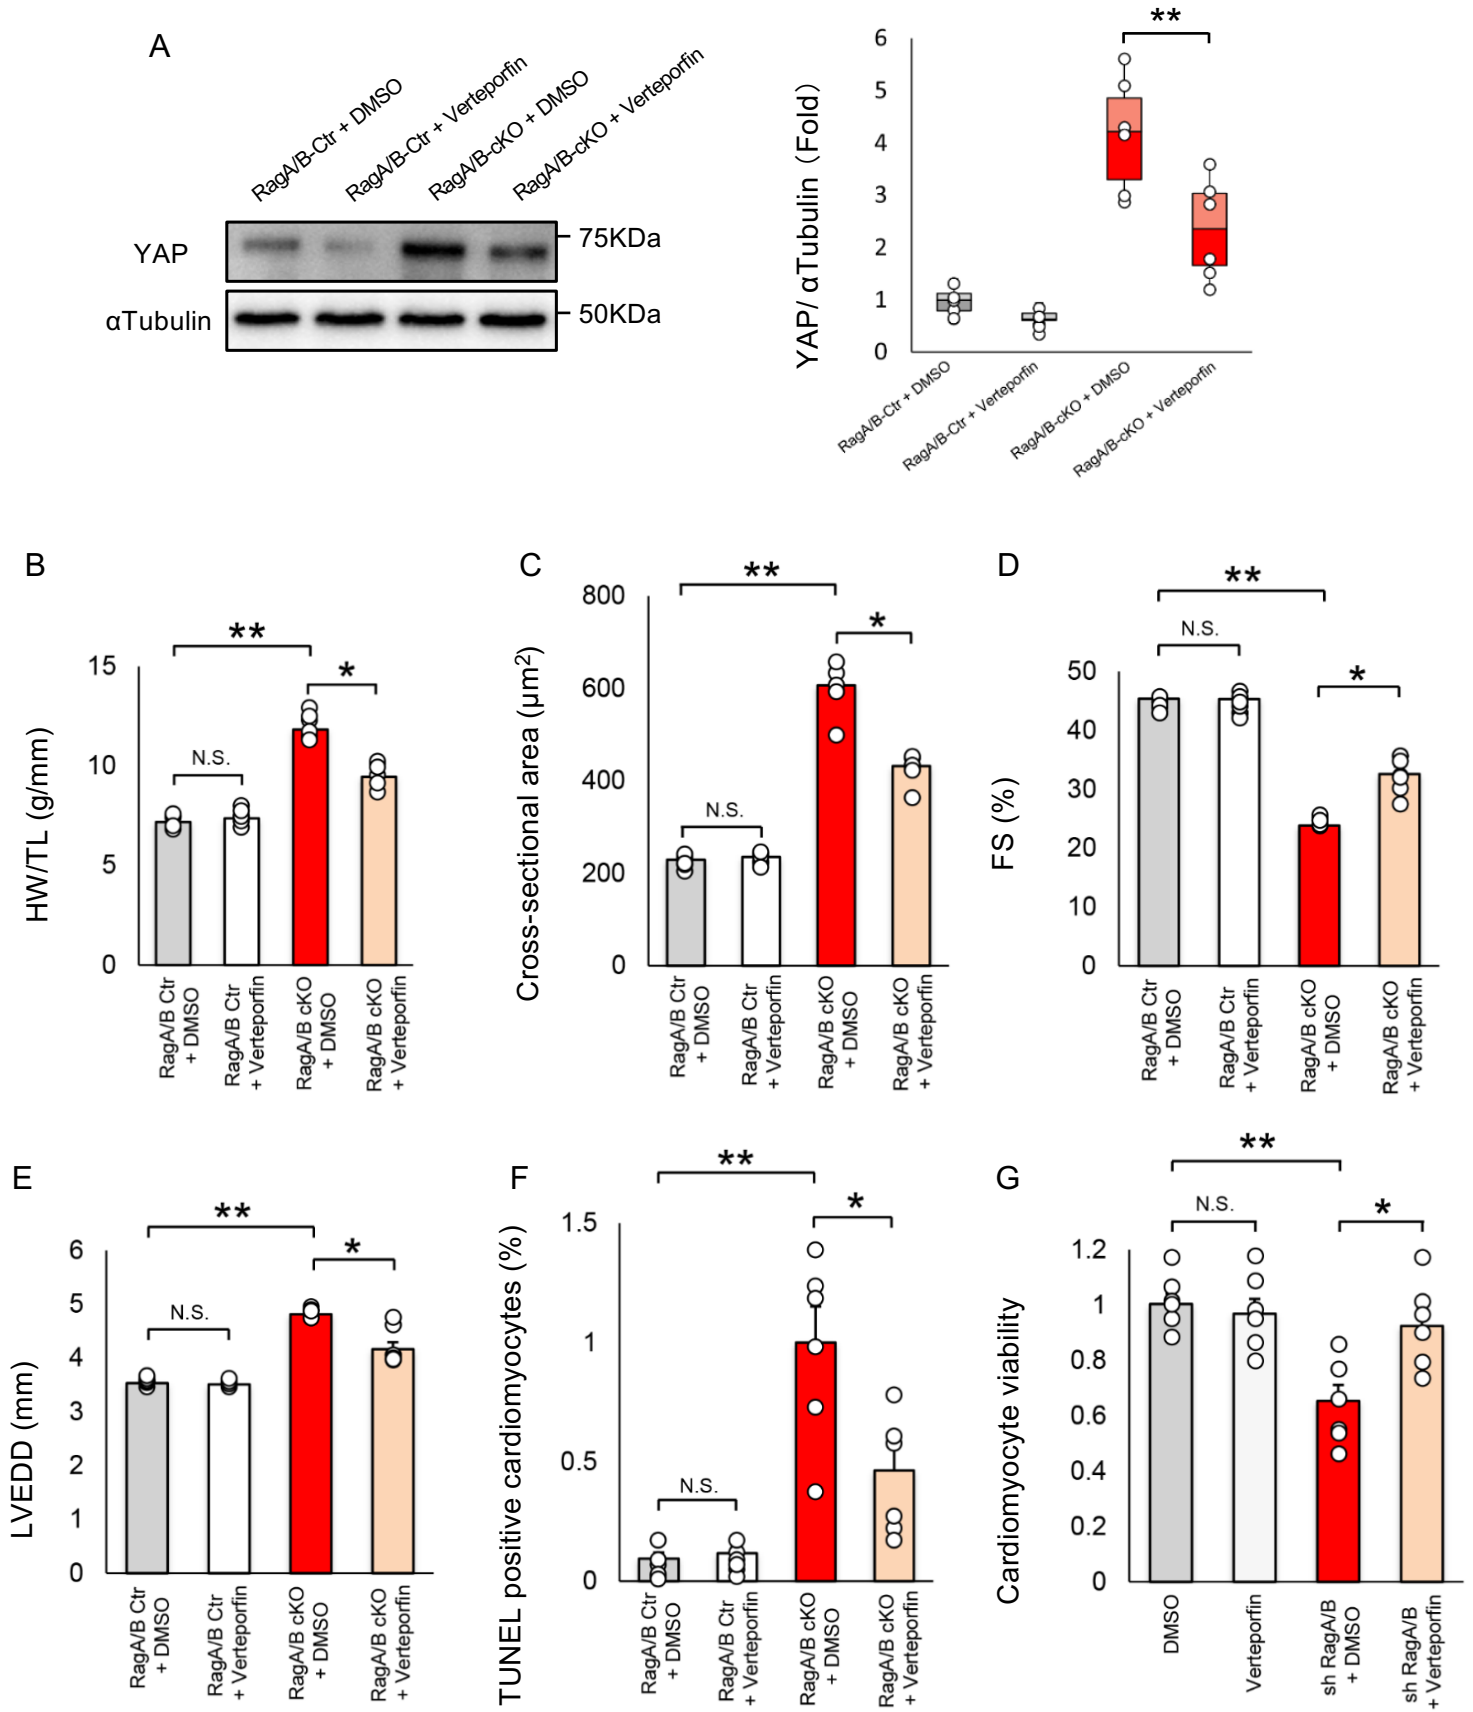 A
RagA/B-Ctr + DMSO
RagA/B-Ctr + Verteporfin
RagA/B-cKO + DMSO
RagA/B-cKO + Verteporfin
YAP
75KDa
αTubulin
50KDa
YAP/ αTubulin (Fold)
6
5
4
3
2
1
0
**
RagA/B-Ctr + DMSO
RagA/B-Ctr + Verteporfin
RagA/B-cKO + DMSO
RagA/B-cKO + Verteporfin
B
HW/TL (g/mm)
15
10
5
0
**
*
N.S.
RagA/B Ctr
+ DMSO
RagA/B Ctr
+ Verteporfin
RagA/B cKO
+ DMSO
RagA/B cKO
+ Verteporfin
C
Cross-sectional area (μm²)
800
600
400
200
0
**
*
N.S.
RagA/B Ctr
+ DMSO
RagA/B Ctr
+ Verteporfin
RagA/B cKO
+ DMSO
RagA/B cKO
+ Verteporfin
D
FS (%)
50
40
30
20
10
0
**
N.S.
*
RagA/B Ctr
+ DMSO
RagA/B Ctr
+ Verteporfin
RagA/B cKO
+ DMSO
RagA/B cKO
+ Verteporfin
E
LVEDD (mm)
6
5
4
3
2
1
0
**
*
N.S.
RagA/B Ctr
+ DMSO
RagA/B Ctr
+ Verteporfin
RagA/B cKO
+ DMSO
RagA/B cKO
+ Verteporfin
F
TUNEL positive cardiomyocytes (%)
1.5
1
0.5
0
**
*
N.S.
RagA/B Ctr
+ DMSO
RagA/B Ctr
+ Verteporfin
RagA/B cKO
+ DMSO
RagA/B cKO
+ Verteporfin
G
Cardiomyocyte viability
1.2
1
0.8
0.6
0.4
0.2
0
**
N.S.
*
DMSO
Verteporfin
sh RagA/B
+ DMSO
sh RagA/B
+ Verteporfin